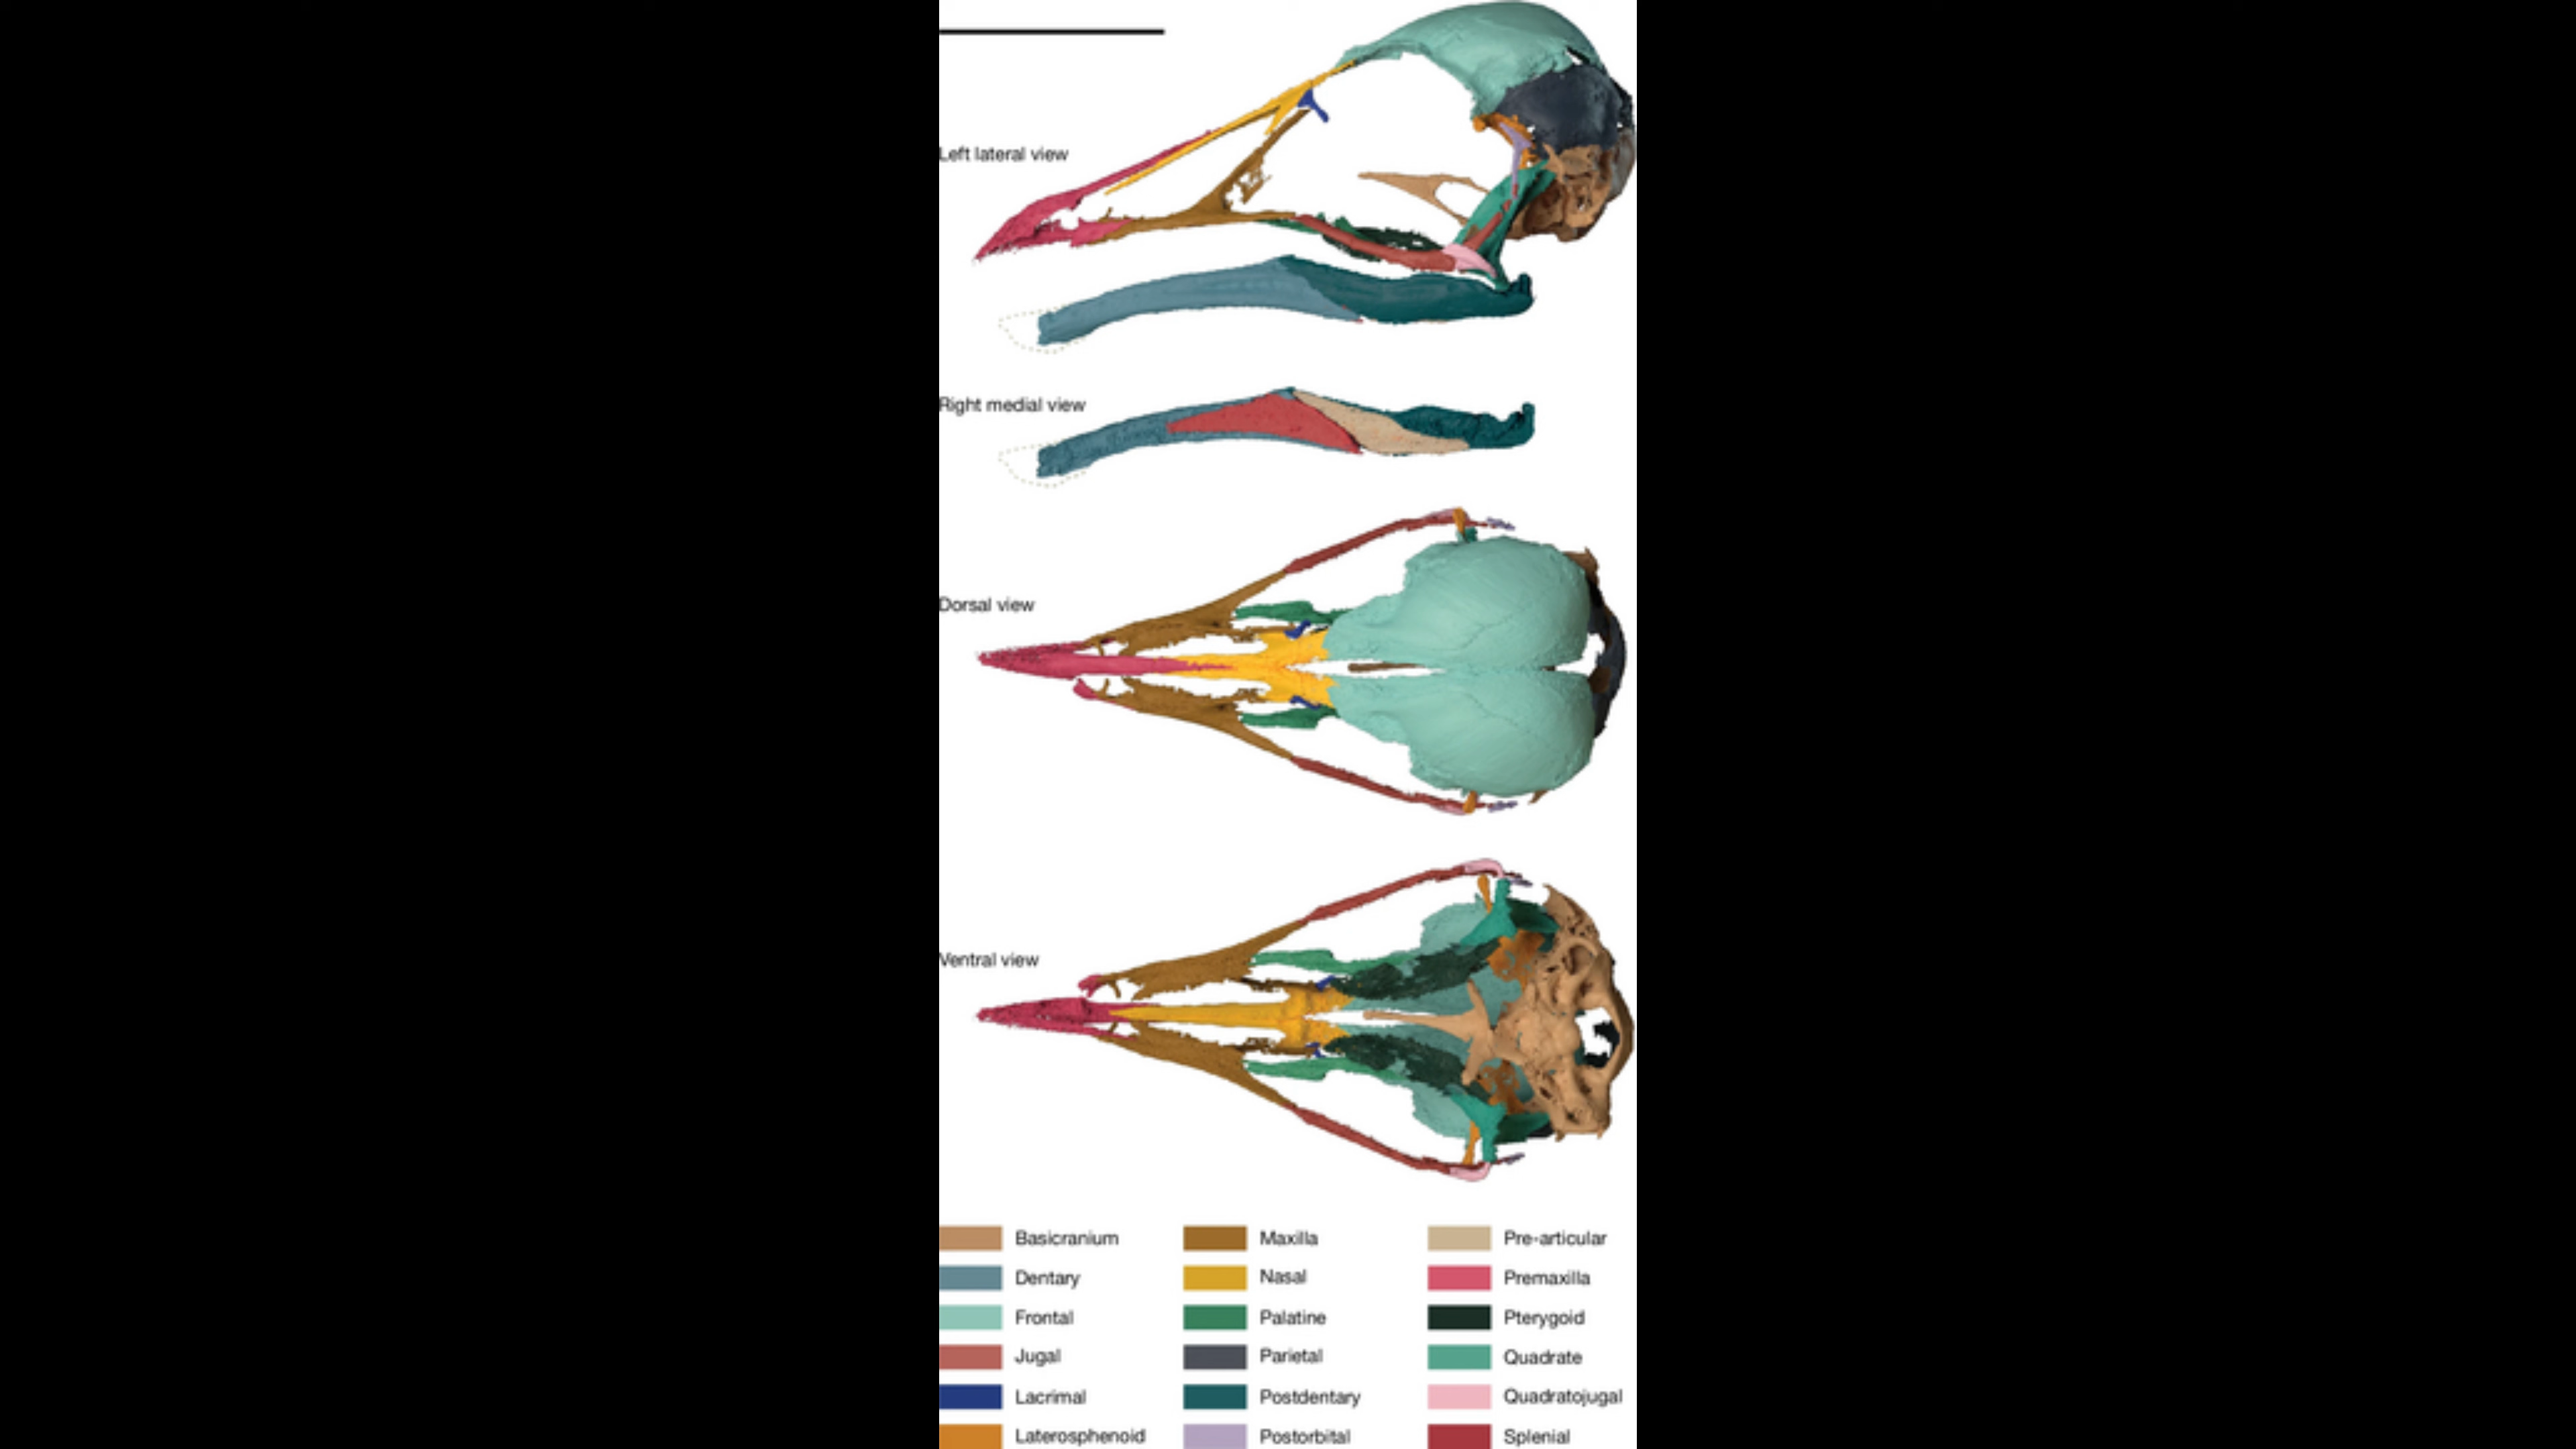 Left lateral view
Right medial view
Dorsal view
Ventral view
Basicranium
Maxilla
Pre-articular
Dentary
Nasal
Premaxilla
Frontal
Palatine
Pterygoid
Jugal
Parietal
Quadrate
Lacrimal
Postdentary
Quadratojugal
Laterosphenoid
Postorbital
Splenial